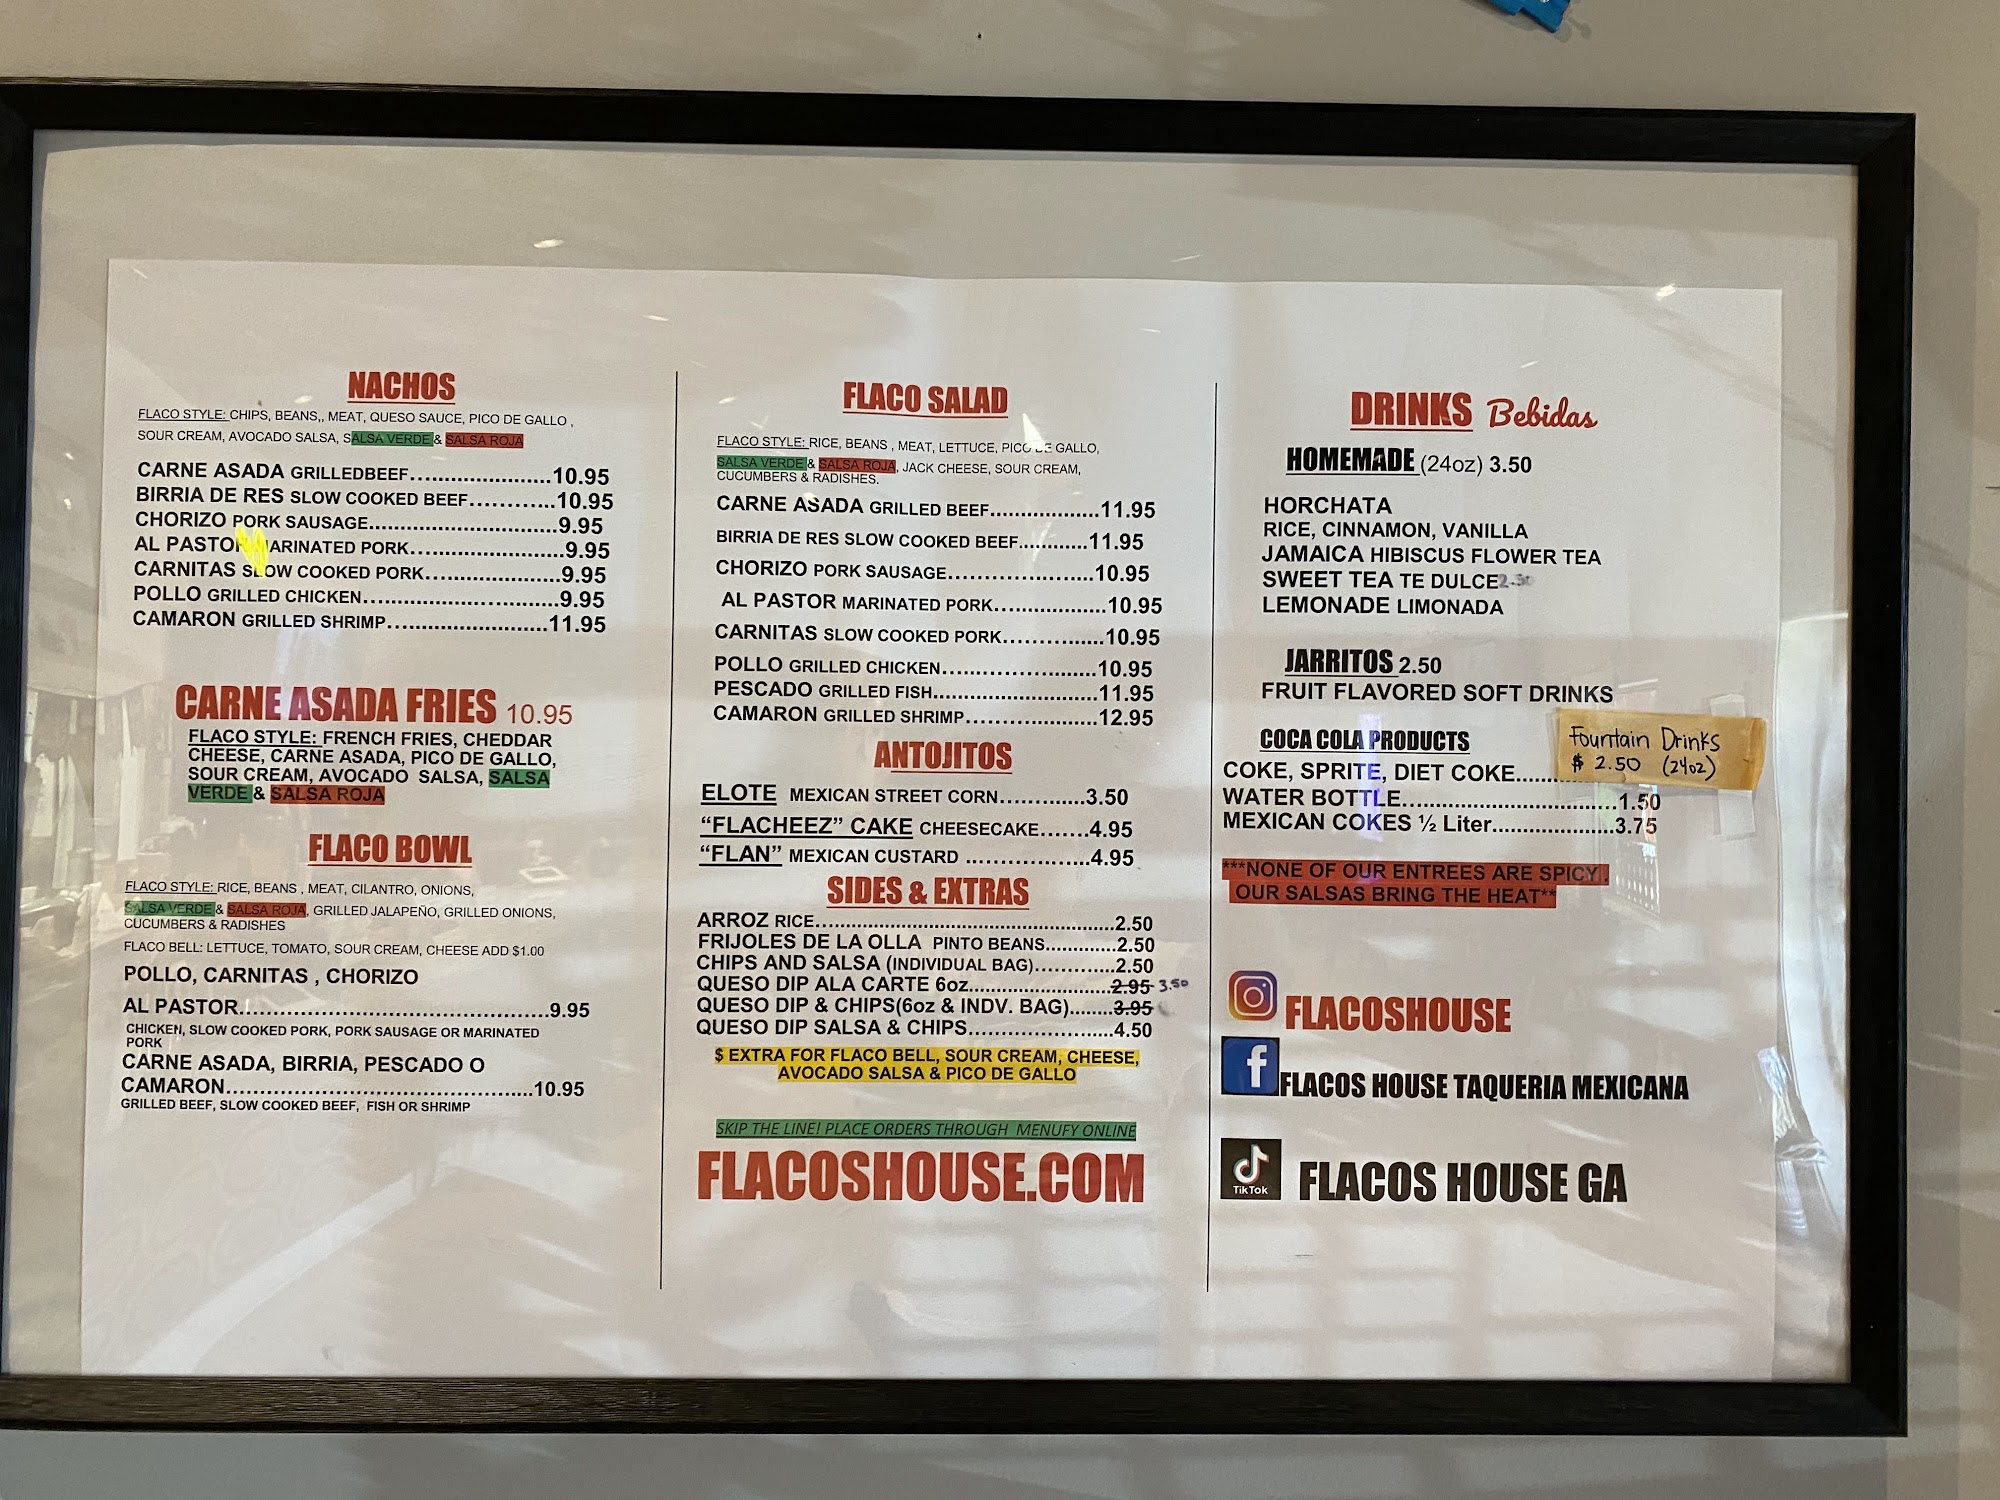 NACHOS
FLACO STYLE: CHIPS, BEANS,, MEAT, QUESO SAUCE, PICO DE GALLO ,
SOUR CREAM, AVOCADO SALSA, SALSA VERDE & SALSA ROJA
CARNE ASADA GRILLEDBEEF........................10.95
BIRRIA DE RES SLOW COOKED BEEF............10.95
CHORIZO PORK SAUSAGE................................9.95
AL PASTOR MARINATED PORK..........................9.95
CARNITAS SLOW COOKED PORK.......................9.95
POLLO GRILLED CHICKEN.................................9.95
CAMARON GRILLED SHRIMP...........................11.95
CARNE ASADA FRIES 10.95
FLACO STYLE: FRENCH FRIES, CHEDDAR
CHEESE, CARNE ASADA, PICO DE GALLO,
SOUR CREAM, AVOCADO SALSA, SALSA
VERDE & SALSA ROJA
FLACO BOWL
FLACO STYLE: RICE, BEANS , MEAT, CILANTRO, ONIONS,
SALSA VERDE & SALSA ROJA, GRILLED JALAPEÑO, GRILLED ONIONS,
CUCUMBERS & RADISHES
FLACO BELL: LETTUCE, TOMATO, SOUR CREAM, CHEESE ADD $1.00
POLLO, CARNITAS , CHORIZO
AL PASTOR....................................................9.95
CHICKEN, SLOW COOKED PORK, PORK SAUSAGE OR MARINATED
PORK
CARNE ASADA, BIRRIA, PESCADO O
CAMARON....................................................10.95
GRILLED BEEF, SLOW COOKED BEEF, FISH OR SHRIMP
FLACO SALAD
FLACO STYLE: RICE, BEANS , MEAT, LETTUCE, PICO DE GALLO,
SALSA VERDE & SALSA ROJA, JACK CHEESE, SOUR CREAM,
CUCUMBERS & RADISHES.
CARNE ASADA GRILLED BEEF..................11.95
BIRRIA DE RES SLOW COOKED BEEF............11.95
CHORIZO PORK SAUSAGE........................10.95
AL PASTOR MARINATED PORK...................10.95
CARNITAS SLOW COOKED PORK.................10.95
POLLO GRILLED CHICKEN..........................10.95
PESCADO GRILLED FISH............................11.95
CAMARON GRILLED SHRIMP.......................12.95
ANTOJITOS
ELOTE MEXICAN STREET CORN.............3.50
“FLACHEEZ” CAKE CHEESECAKE.......4.95
“FLAN” MEXICAN CUSTARD .....................4.95
SIDES & EXTRAS
ARROZ RICE..................................................2.50
FRIJOLES DE LA OLLA PINTO BEANS............2.50
CHIPS AND SALSA (INDIVIDUAL BAG).............2.50
QUESO DIP ALA CARTE 6oz........................2.95 3.50
QUESO DIP & CHIPS(6oz & INDV. BAG).......3.95
QUESO DIP SALSA & CHIPS.........................4.50
$ EXTRA FOR FLACO BELL, SOUR CREAM, CHEESE,
AVOCADO SALSA & PICO DE GALLO
SKIP THE LINE! PLACE ORDERS THROUGH MENUFY ONLINE
FLACOSHOUSE.COM
DRINKS Bebidas
HOMEMADE (24oz) 3.50
HORCHATA
RICE, CINNAMON, VANILLA
JAMAICA HIBISCUS FLOWER TEA
SWEET TEA TE DULCE 2.50
LEMONADE LIMONADA
JARRITOS 2.50
FRUIT FLAVORED SOFT DRINKS
COCA COLA PRODUCTS
Fountain Drinks
$ 2.50 (24oz)
COKE, SPRITE, DIET COKE............
WATER BOTTLE....................................1.50
MEXICAN COKES ½ Liter.....................3.75
***NONE OF OUR ENTREES ARE SPICY .
OUR SALSAS BRING THE HEAT**
FLACOSHOUSE
FLACOS HOUSE TAQUERIA MEXICANA
TikTok
FLACOS HOUSE GA